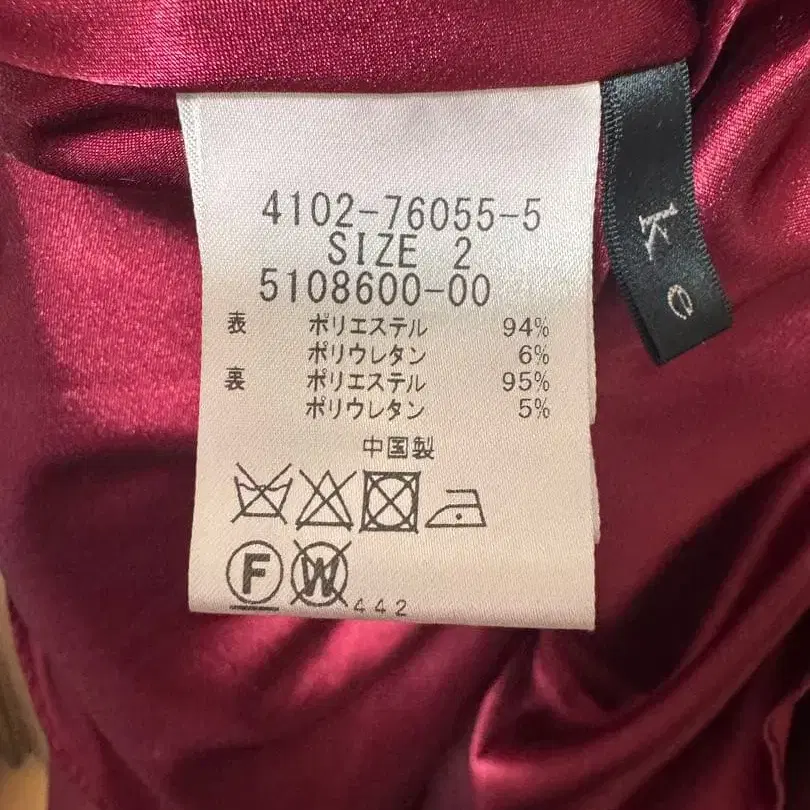 4102-76055-5
SIZE 2
5108600-00
表 ポリエステル 94%
ポリウレタン 6%
裏 ポリエステル 95%
ポリウレタン 5%
中国製
F W 442
K e